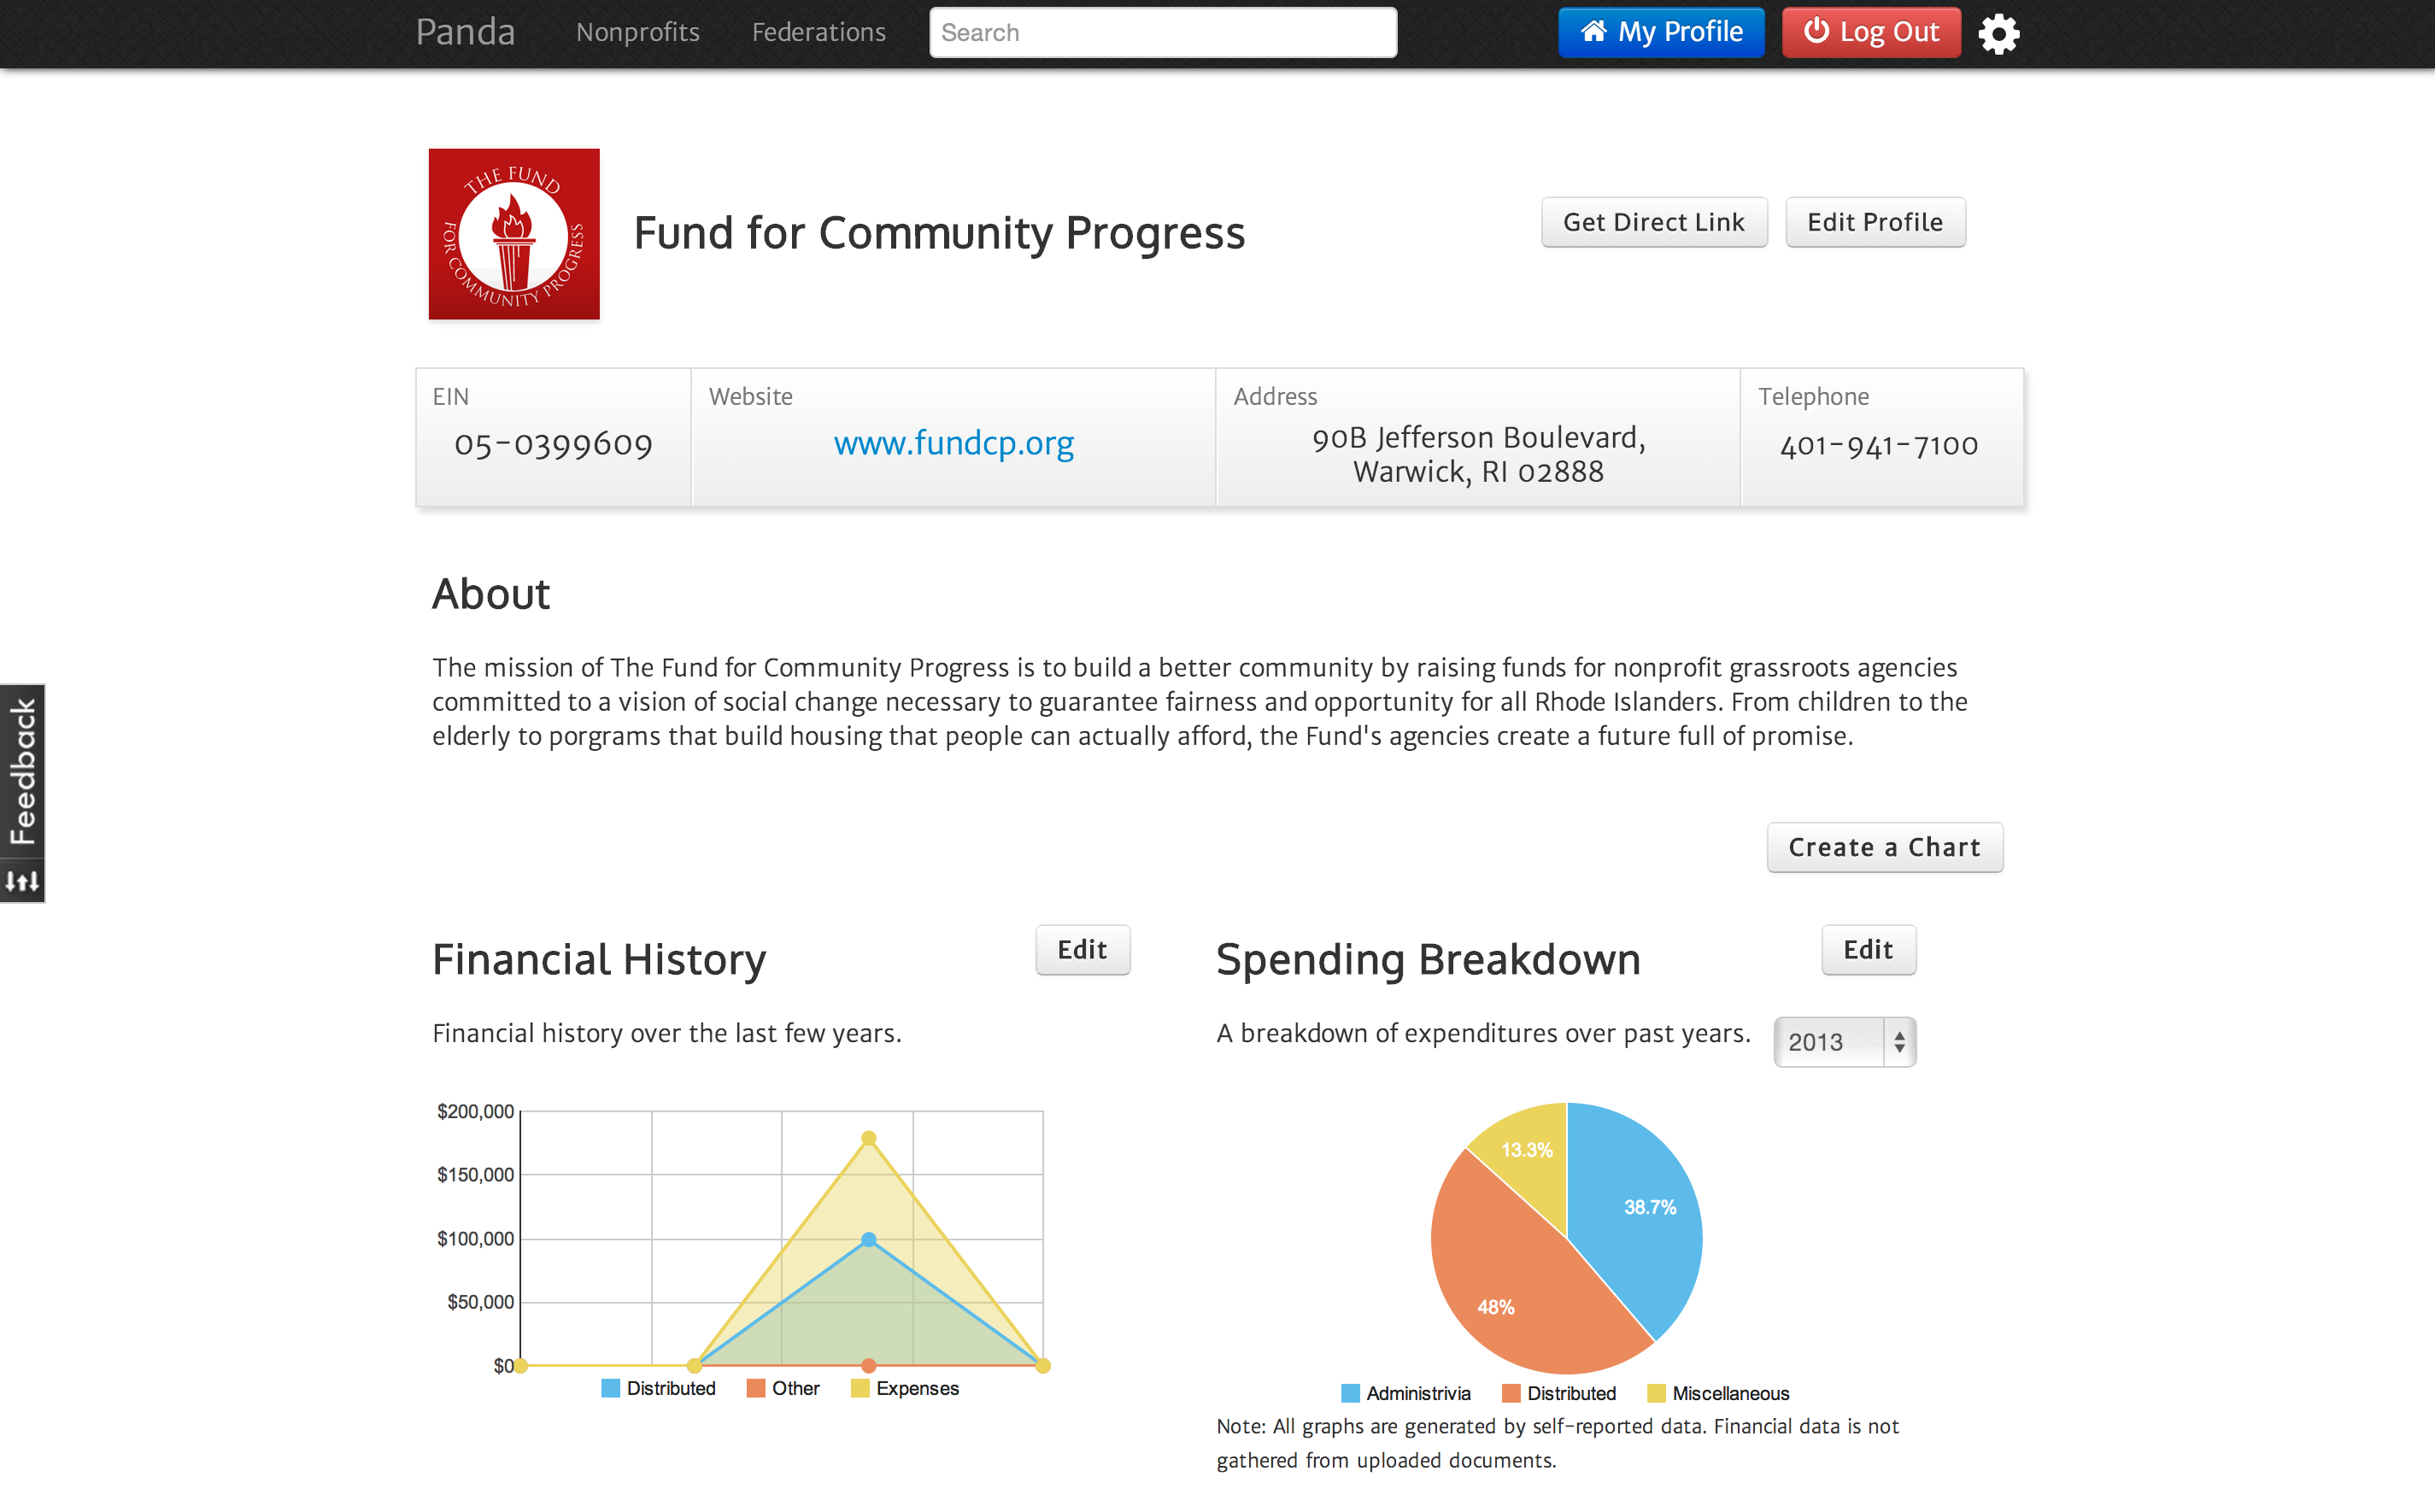 Panda
Nonprofits
Federations
Search
My Profile
Log Out
THE FUND
FOR COMMUNITY PROGRESS
Fund for Community Progress
Get Direct Link
Edit Profile
EIN
05-0399609
Website
www.fundcp.org
Address
90B Jefferson Boulevard,
Warwick, RI 02888
Telephone
401-941-7100
About
The mission of The Fund for Community Progress is to build a better community by raising funds for nonprofit grassroots agencies
committed to a vision of social change necessary to guarantee fairness and opportunity for all Rhode Islanders. From children to the
elderly to porgrams that build housing that people can actually afford, the Fund's agencies create a future full of promise.
Feedback
Create a Chart
Financial History
Edit
Financial history over the last few years.
$200,000
$150,000
$100,000
$50,000
$0
Distributed
Other
Expenses
Spending Breakdown
Edit
A breakdown of expenditures over past years.
2013
13.3%
38.7%
48%
Administrivia
Distributed
Miscellaneous
Note: All graphs are generated by self-reported data. Financial data is not
gathered from uploaded documents.